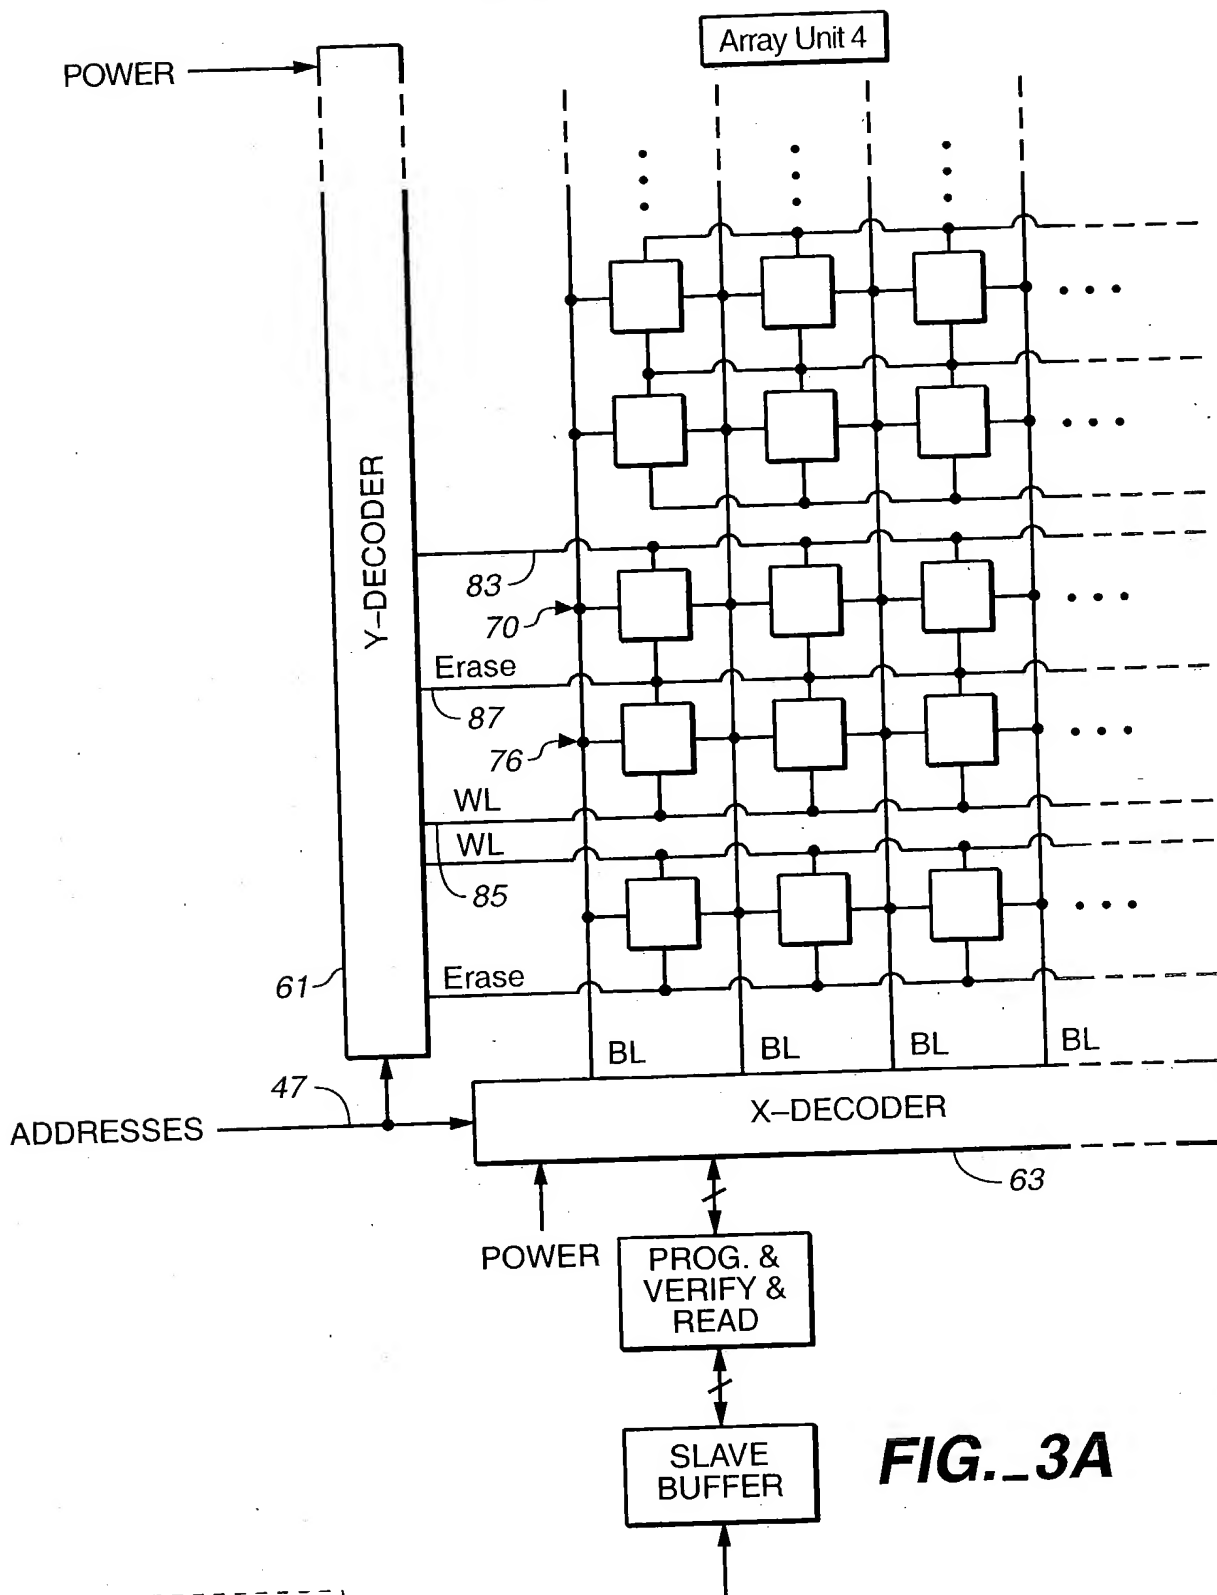 Array Unit 4
POWER
Y–DECODER
83
70
Erase
87
76
WL
WL
85
61
Erase
BL
BL
BL
BL
47
ADDRESSES
X–DECODER
63
POWER
PROG. &
VERIFY &
READ
SLAVE
BUFFER
FIG._3A